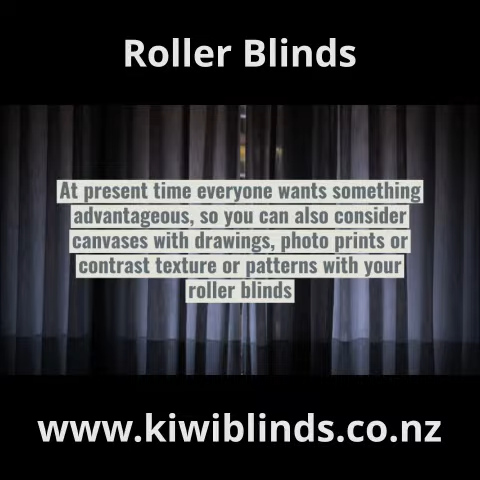 Roller Blinds
At present time everyone wants something
advantageous, so you can also consider
canvases with drawings, photo prints or
contrast texture or patterns with your
roller blinds
www.kiwiblinds.co.nz